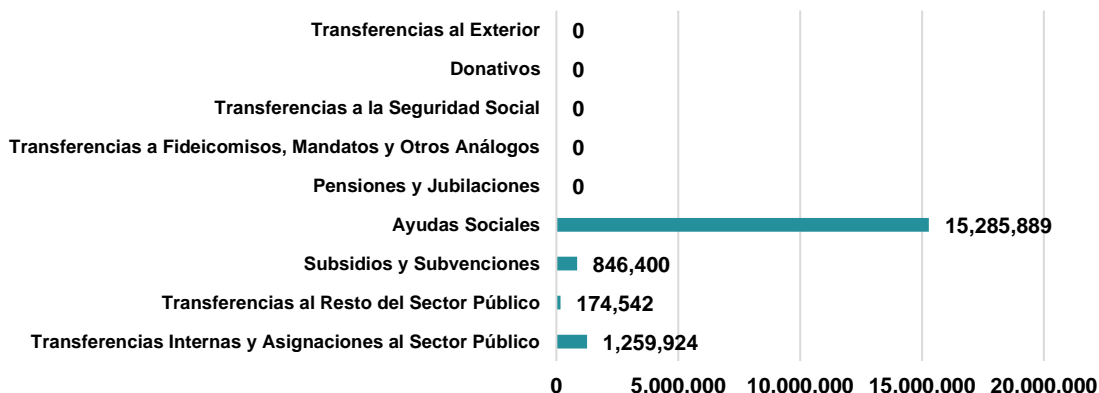 Transferencias al Exterior 0
Donativos 0
Transferencias a la Seguridad Social 0
Transferencias a Fideicomisos, Mandatos y Otros Análogos 0
Pensiones y Jubilaciones 0
Ayudas Sociales 15,285,889
Subsidios y Subvenciones 846,400
Transferencias al Resto del Sector Público 174,542
Transferencias Internas y Asignaciones al Sector Público 1,259,924
0 5,000,000 10,000,000 15,000,000 20,000,000